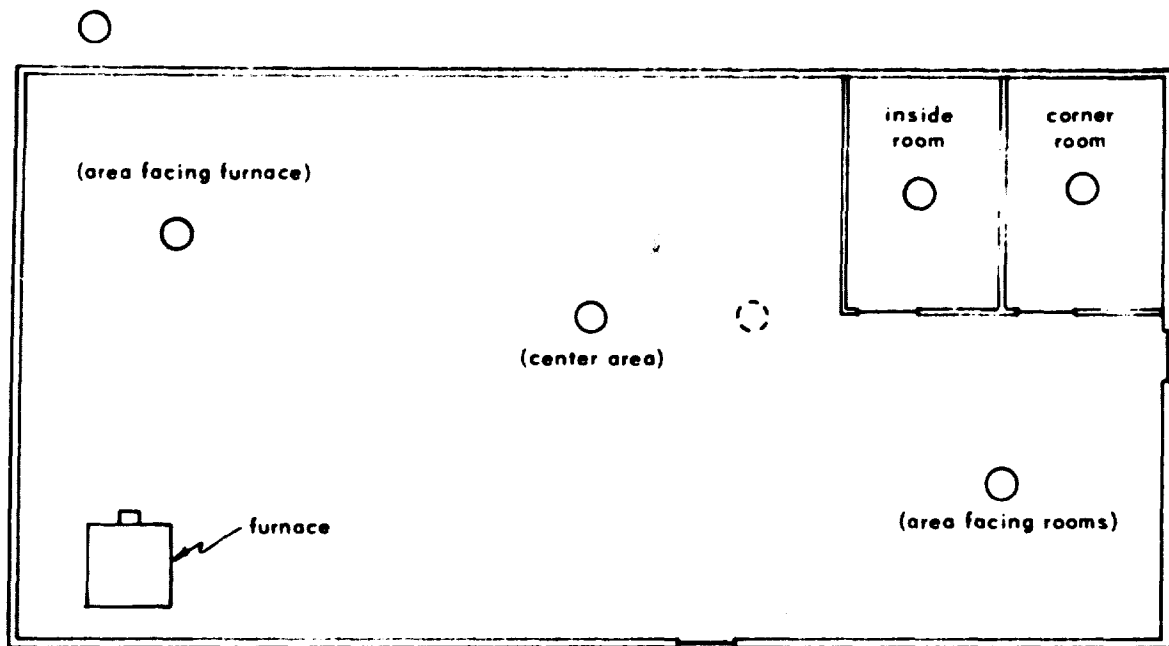 inside
room
corner
room
(area facing furnace)
(center area)
furnace
(area facing rooms)